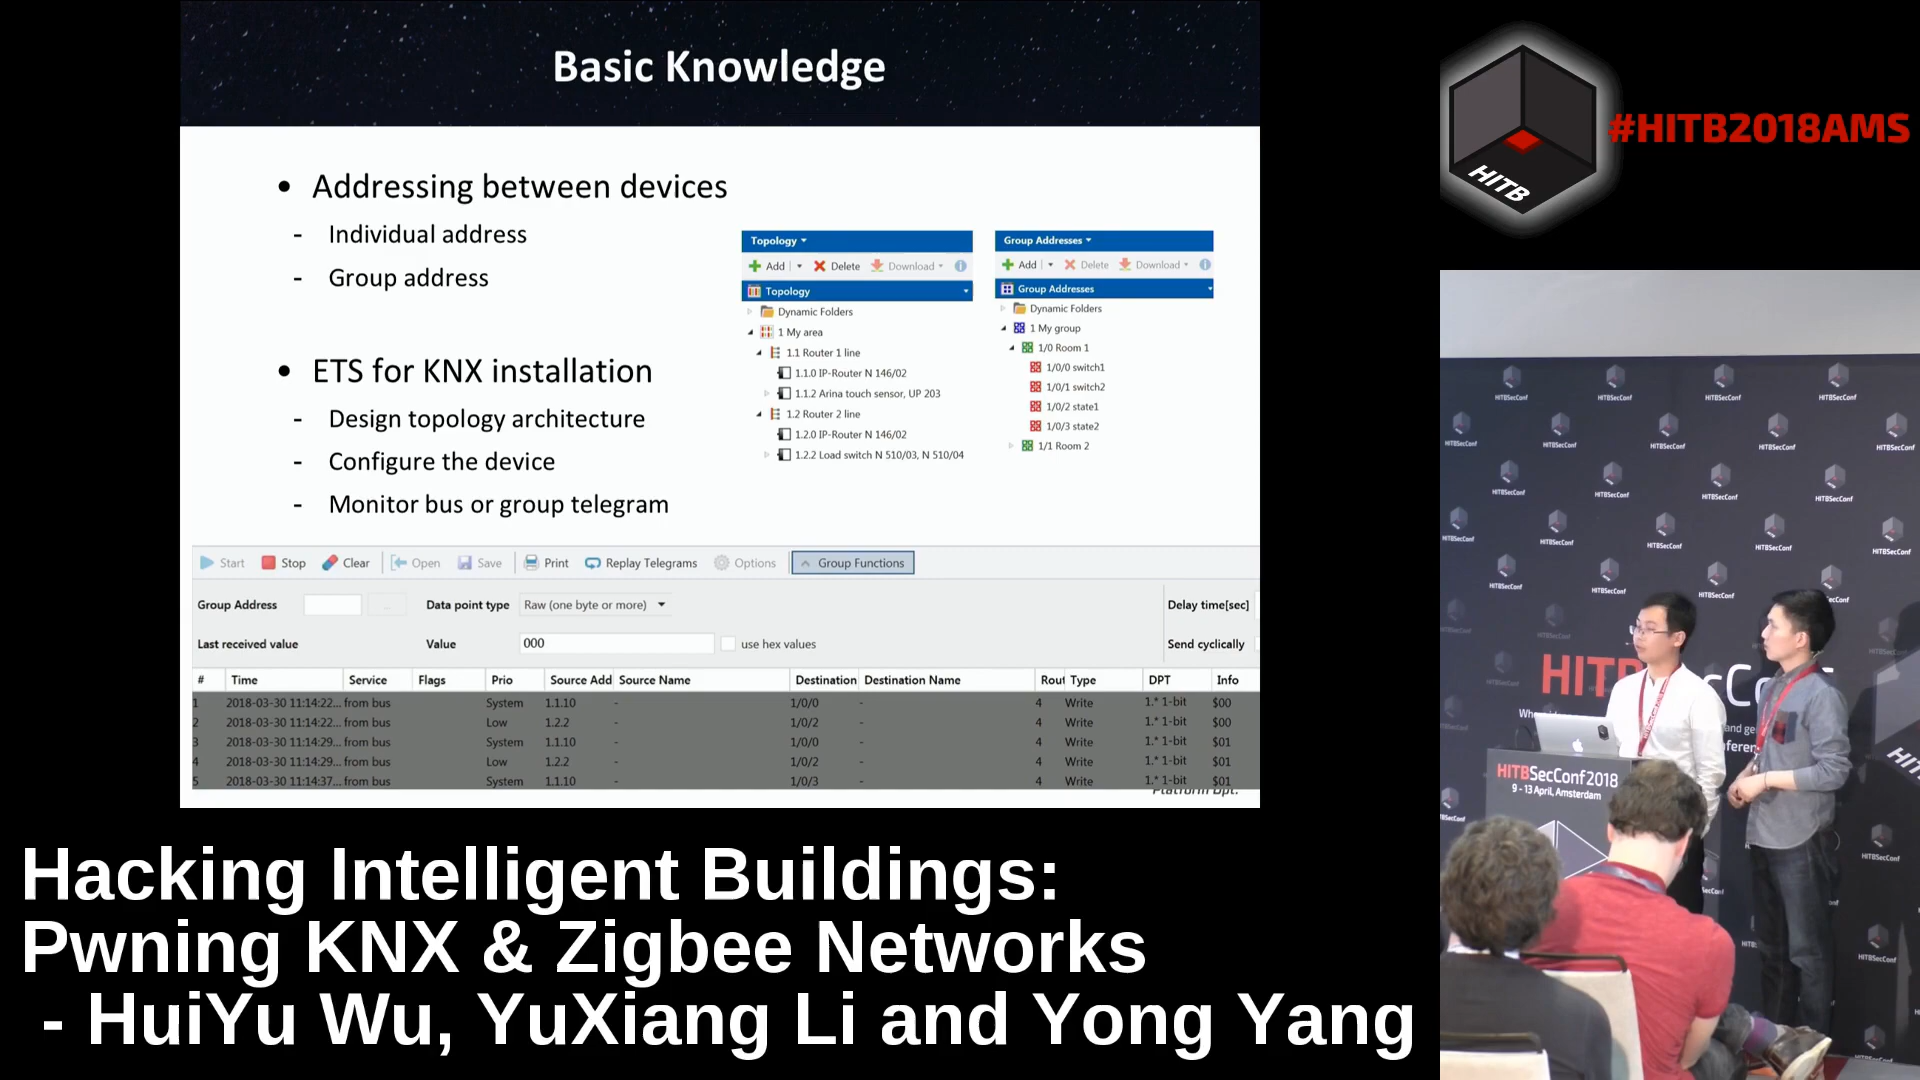 Basic Knowledge
• Addressing between devices
- Individual address
- Group address
• ETS for KNX installation
- Design topology architecture
- Configure the device
- Monitor bus or group telegram
Topology
Add Delete Download
Topology
Dynamic Folders
1 My area
1.1 Router 1 line
1.1.0 IP-Router N 146/02
1.1.2 Arina touch sensor, UP 203
1.2 Router 2 line
1.2.0 IP-Router N 146/02
1.2.2 Load switch N 510/03, N 510/04
Group Addresses
Add Delete Download
Group Addresses
Dynamic Folders
1 My group
1/0 Room 1
1/0/0 switch1
1/0/1 switch2
1/0/2 state1
1/0/3 state2
1/1 Room 2
Start Stop Clear Open Save Print Replay Telegrams Options Group Functions
Group Address ... Data point type Raw (one byte or more) Delay time[sec]
Last received value Value 000 use hex values Send cyclically
# Time Service Flags Prio Source Add Source Name Destination Destination Name Rout Type DPT Info
1 2018-03-30 11:14:22... from bus System 1.1.10 - 1/0/0 - 4 Write 1.* 1-bit $00
2 2018-03-30 11:14:22... from bus Low 1.2.2 - 1/0/2 - 4 Write 1.* 1-bit $00
3 2018-03-30 11:14:29... from bus System 1.1.10 - 1/0/0 - 4 Write 1.* 1-bit $01
4 2018-03-30 11:14:29... from bus Low 1.2.2 - 1/0/2 - 4 Write 1.* 1-bit $01
5 2018-03-30 11:14:37... from bus System 1.1.10 - 1/0/3 - 4 Write 1.* 1-bit $01
Platform Dpt.
Hacking Intelligent Buildings:
Pwning KNX & Zigbee Networks
- HuiYu Wu, YuXiang Li and Yong Yang
HITB
#HITB2018AMS
HITBSecConf
HITBSecConf2018
9 - 13 April, Amsterdam